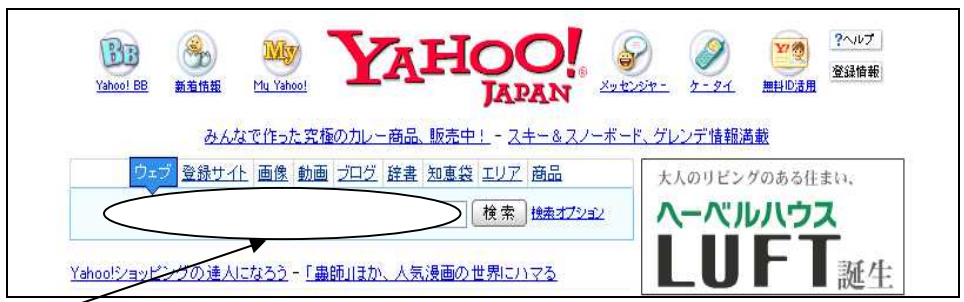 BB
My
YAHOO!
JAPAN
Y!
?ヘルプ
登録情報
Yahoo! BB 新着情報 My Yahoo! メッセンジャー ケータイ 無料ID活用
みんなで作った究極のカレー商品、販売中! - スキー&スノーボード、ゲレンデ情報満載
ウェブ 登録サイト 画像 動画 ブログ 辞書 知恵袋 エリア 商品
検索 検索オプション
Yahoo!ショッピングの達人になろう - 「蟲師」ほか、人気漫画の世界にハマる
大人のリビングのある住まい、
ヘーベルハウス
LUFT誕生